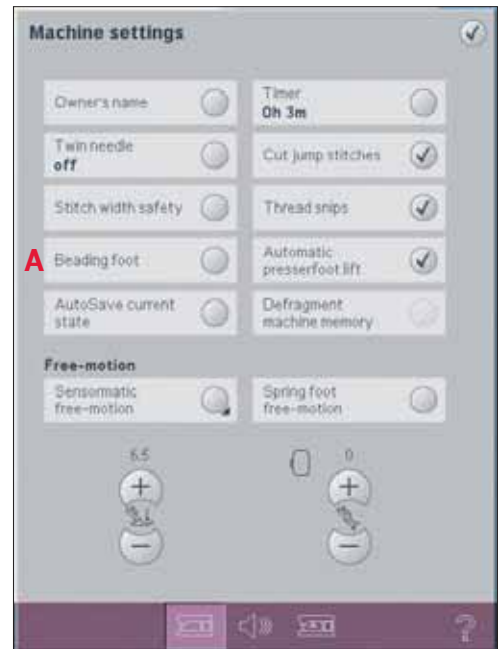 Machine settings
Owner's name
Timer
0h 3m
Twin needle
off
Cut jump stitches
Stitch width safety
Thread snips
A
Beading foot
Automatic
presserfoot lift
AutoSave current
state
Defragment
machine memory
Free-motion
Sensormatic
free-motion
Spring foot
free-motion
6.5
0
?